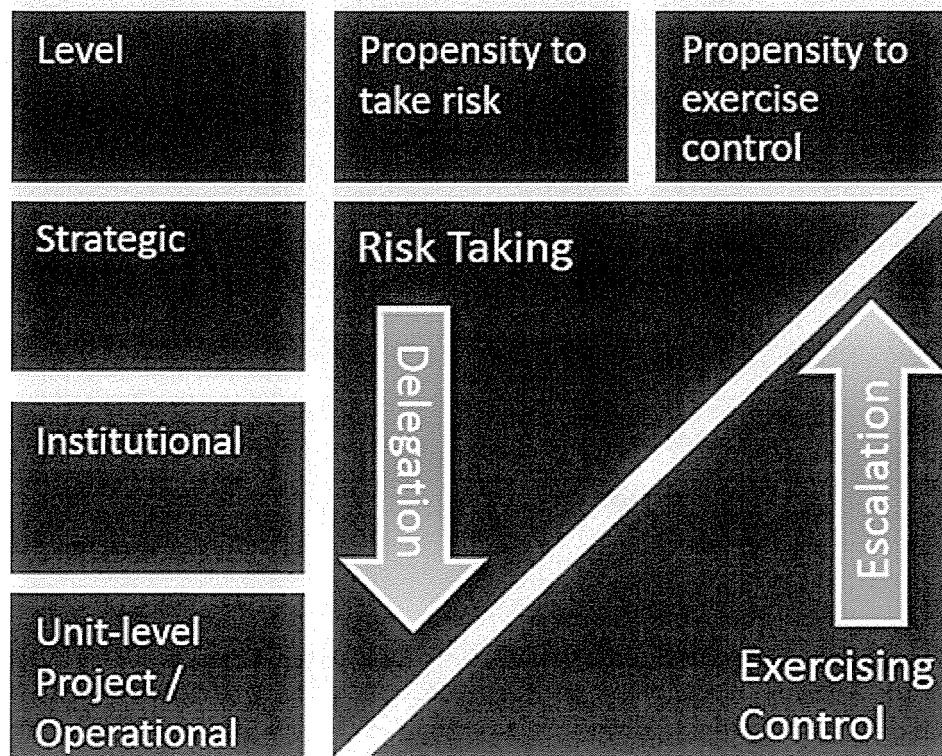 Level
Propensity to
take risk
Propensity to
exercise
control
Strategic
Risk Taking
Delegation
Escalation
Institutional
Unit-level
Project /
Operational
Exercising
Control